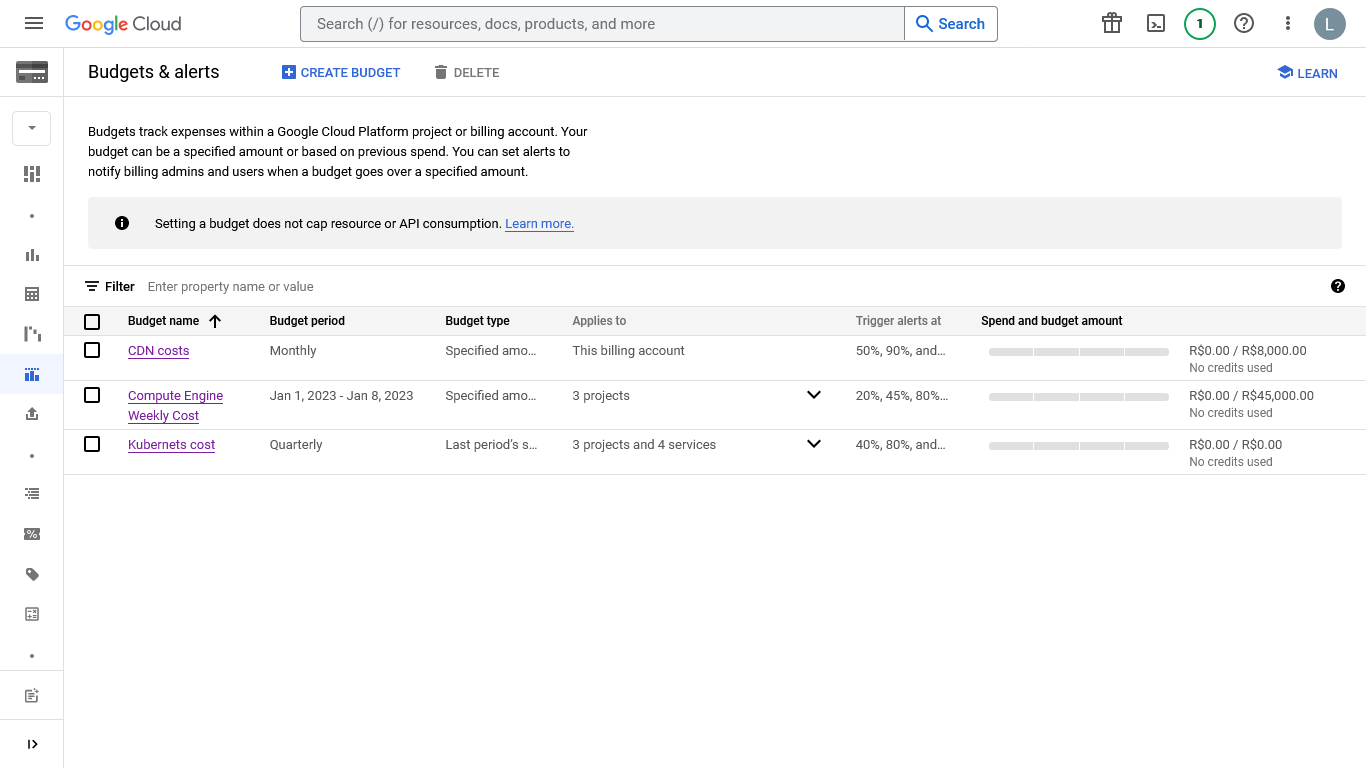 Google Cloud
Search (/) for resources, docs, products, and more
Search
1
L
Budgets & alerts
CREATE BUDGET
DELETE
LEARN
Budgets track expenses within a Google Cloud Platform project or billing account. Your
budget can be a specified amount or based on previous spend. You can set alerts to
notify billing admins and users when a budget goes over a specified amount.
Setting a budget does not cap resource or API consumption. Learn more.
Filter Enter property name or value
Budget name Budget period Budget type Applies to Trigger alerts at Spend and budget amount
CDN costs Monthly Specified amo… This billing account 50%, 90%, and… R$0.00 / R$8,000.00
No credits used
Compute Engine Jan 1, 2023 - Jan 8, 2023 Specified amo… 3 projects 20%, 45%, 80%… R$0.00 / R$45,000.00
Weekly Cost No credits used
Kubernets cost Quarterly Last period's s… 3 projects and 4 services 40%, 80%, and… R$0.00 / R$0.00
No credits used